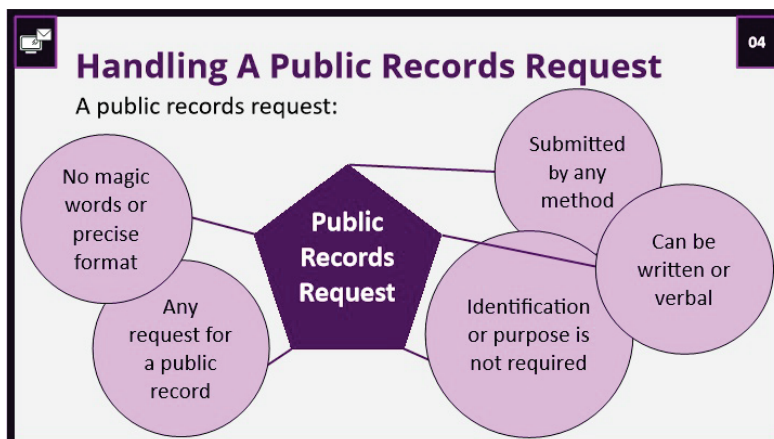 04
Handling A Public Records Request
A public records request:
No magic
words or
precise
format
Any
request for
a public
record
Public
Records
Request
Submitted
by any
method
Can be
written or
verbal
Identification
or purpose is
not required